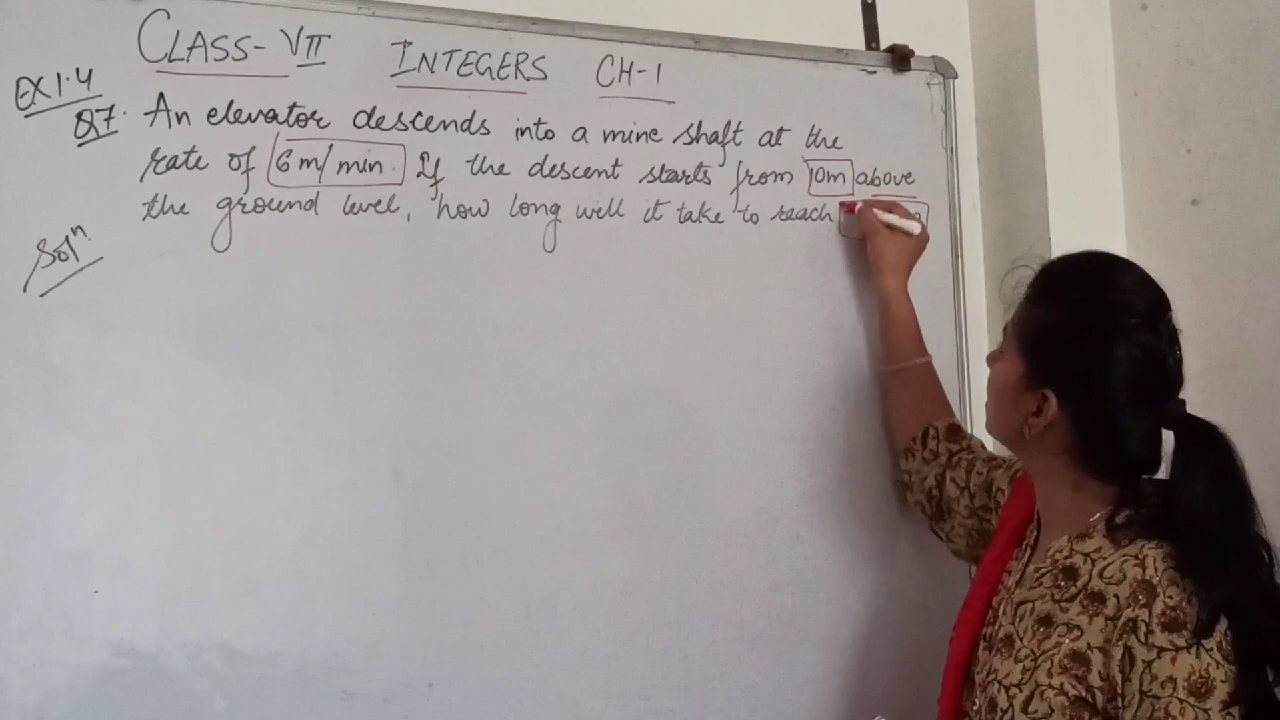 CLASS-VII INTEGERS CH-1
EX 1.4
Q7. An elevator descends into a mine shaft at the
rate of 6 m/min. If the descent starts from 10m above
the ground level, how long will it take to reach
Solⁿ